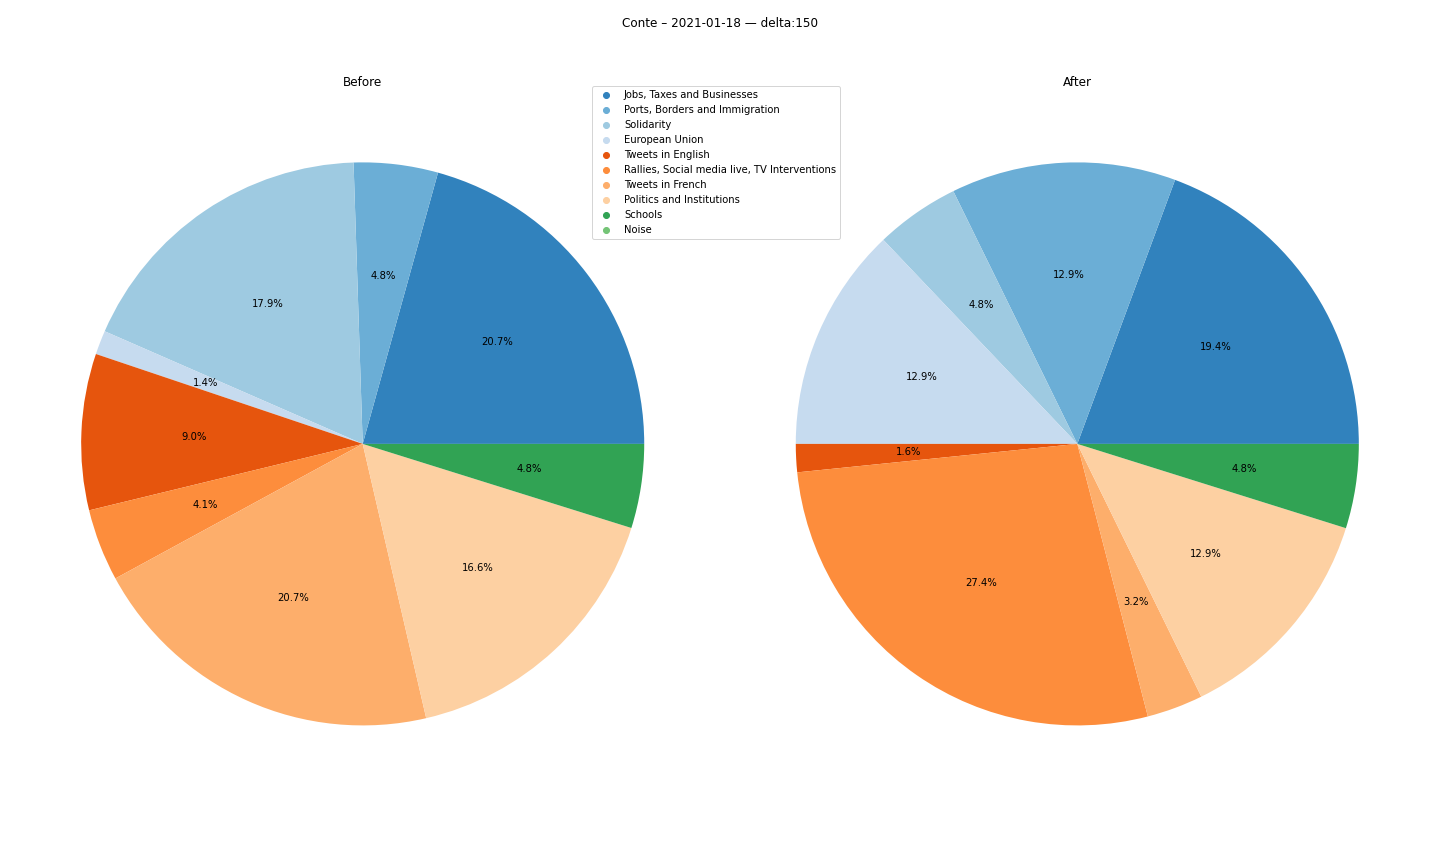 Conte – 2021-01-18 — delta:150
Before
After
Jobs, Taxes and Businesses
Ports, Borders and Immigration
Solidarity
European Union
Tweets in English
Rallies, Social media live, TV Interventions
Tweets in French
Politics and Institutions
Schools
Noise
20.7%
4.8%
17.9%
1.4%
9.0%
4.1%
20.7%
16.6%
4.8%
19.4%
12.9%
4.8%
12.9%
1.6%
27.4%
3.2%
12.9%
4.8%